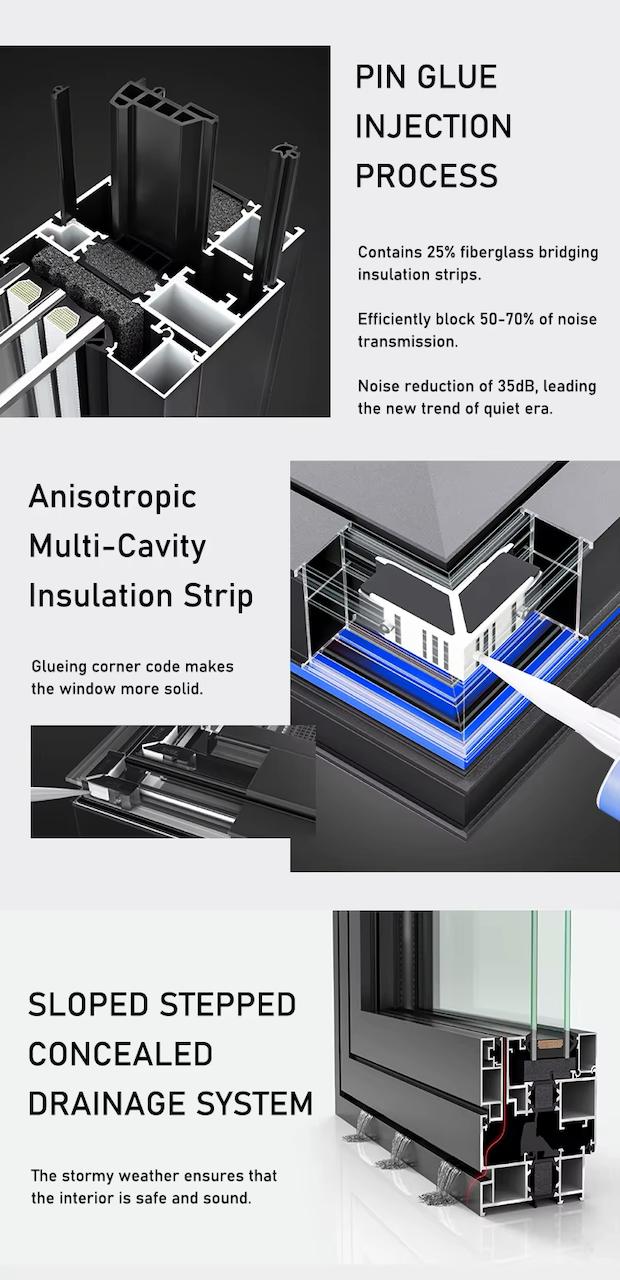 PIN GLUE
INJECTION
PROCESS
Contains 25% fiberglass bridging
insulation strips.
Efficiently block 50-70% of noise
transmission.
Noise reduction of 35dB, leading
the new trend of quiet era.
Anisotropic
Multi-Cavity
Insulation Strip
Glueing corner code makes
the window more solid.
SLOPED STEPPED
CONCEALED
DRAINAGE SYSTEM
The stormy weather ensures that
the interior is safe and sound.